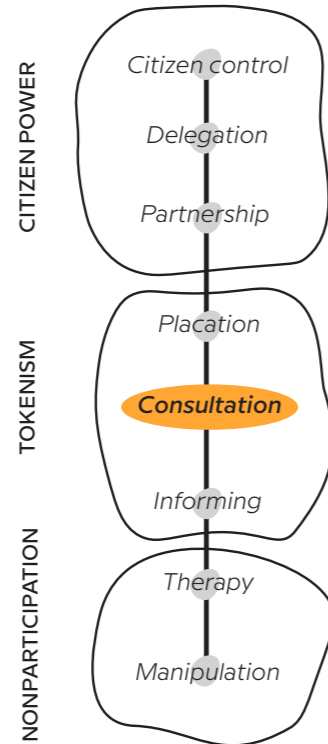 CITIZEN POWER
Citizen control
Delegation
Partnership
TOKENISM
Placation
Consultation
Informing
NONPARTICIPATION
Therapy
Manipulation